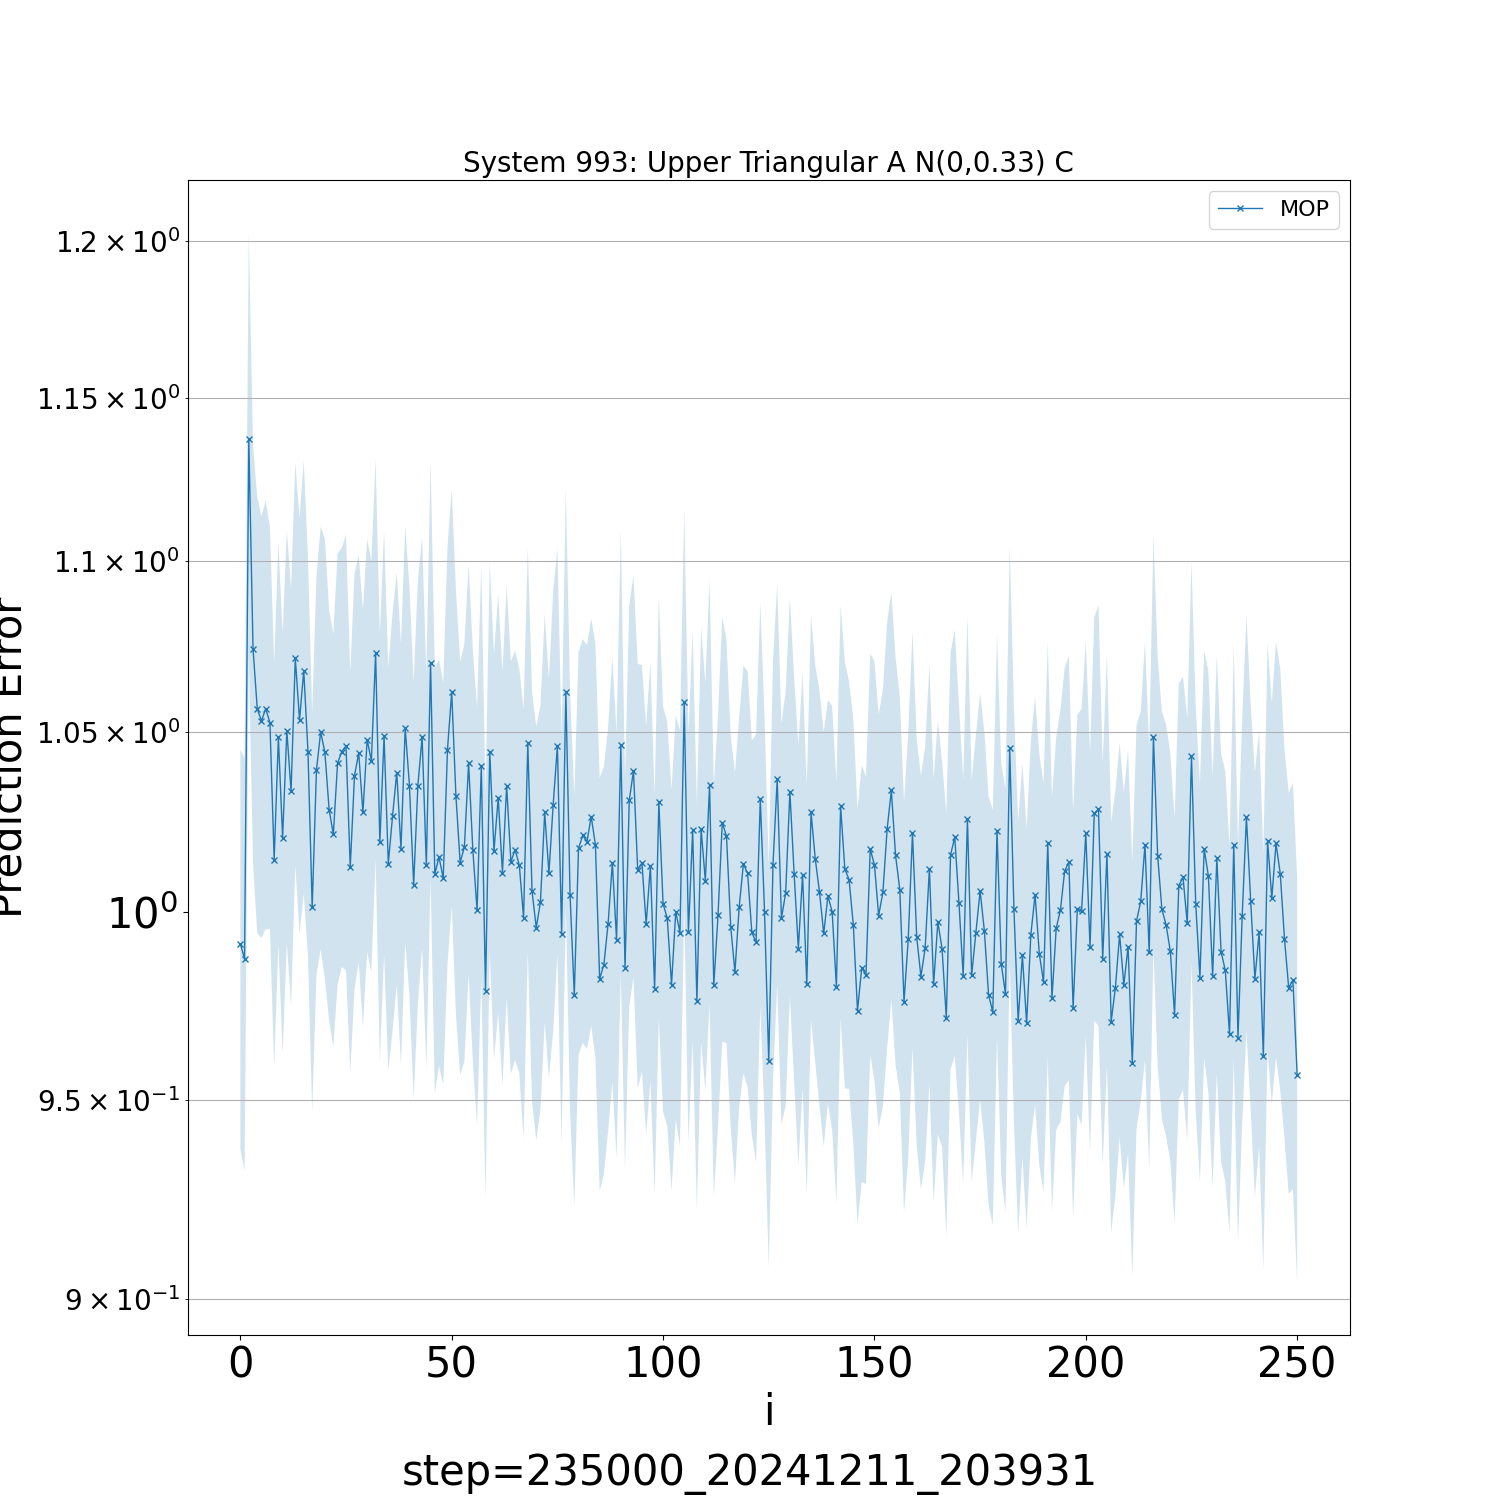 System 993: Upper Triangular A N(0,0.33) C
MOP
1.2 × 10⁰
1.15 × 10⁰
1.1 × 10⁰
1.05 × 10⁰
10⁰
9.5 × 10⁻¹
9 × 10⁻¹
Prediction Error
0 50 100 150 200 250
i
step=235000_20241211_203931